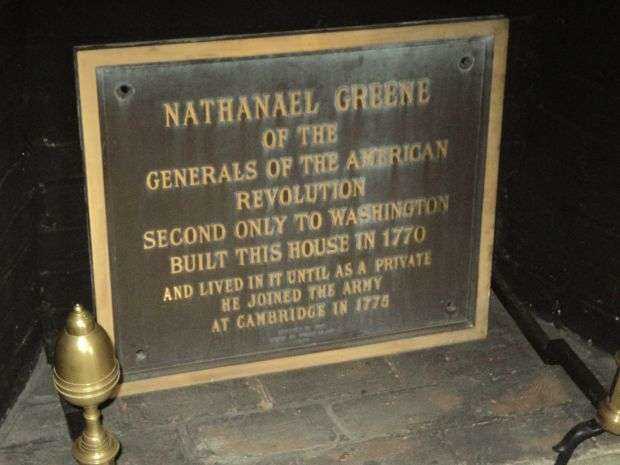 NATHANAEL GREENE
OF THE
GENERALS OF THE AMERICAN
REVOLUTION
SECOND ONLY TO WASHINGTON
BUILT THIS HOUSE IN 1770
AND LIVED IN IT UNTIL AS A PRIVATE
HE JOINED THE ARMY
AT CAMBRIDGE IN 1775